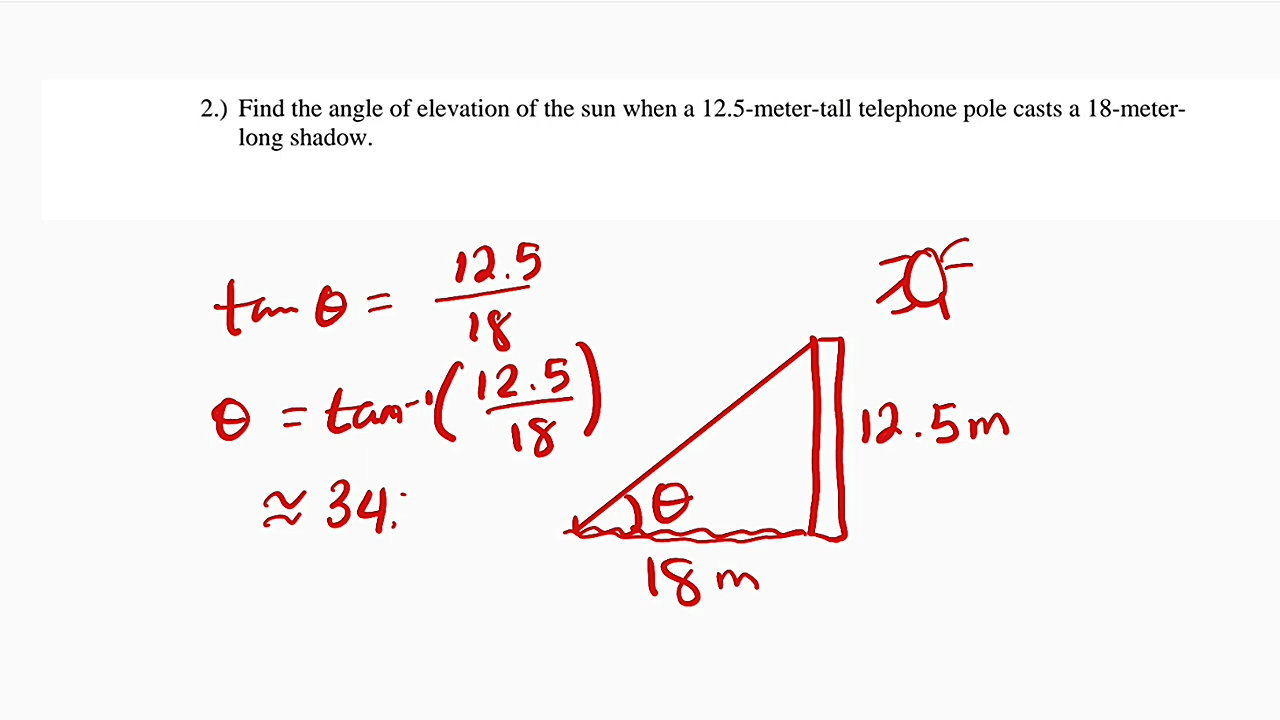 2.) Find the angle of elevation of the sun when a 12.5-meter-tall telephone pole casts a 18-meter-
long shadow.
tan θ = 12.5/18
θ = tan⁻¹(12.5/18)
≈ 34.
θ
12.5m
18m